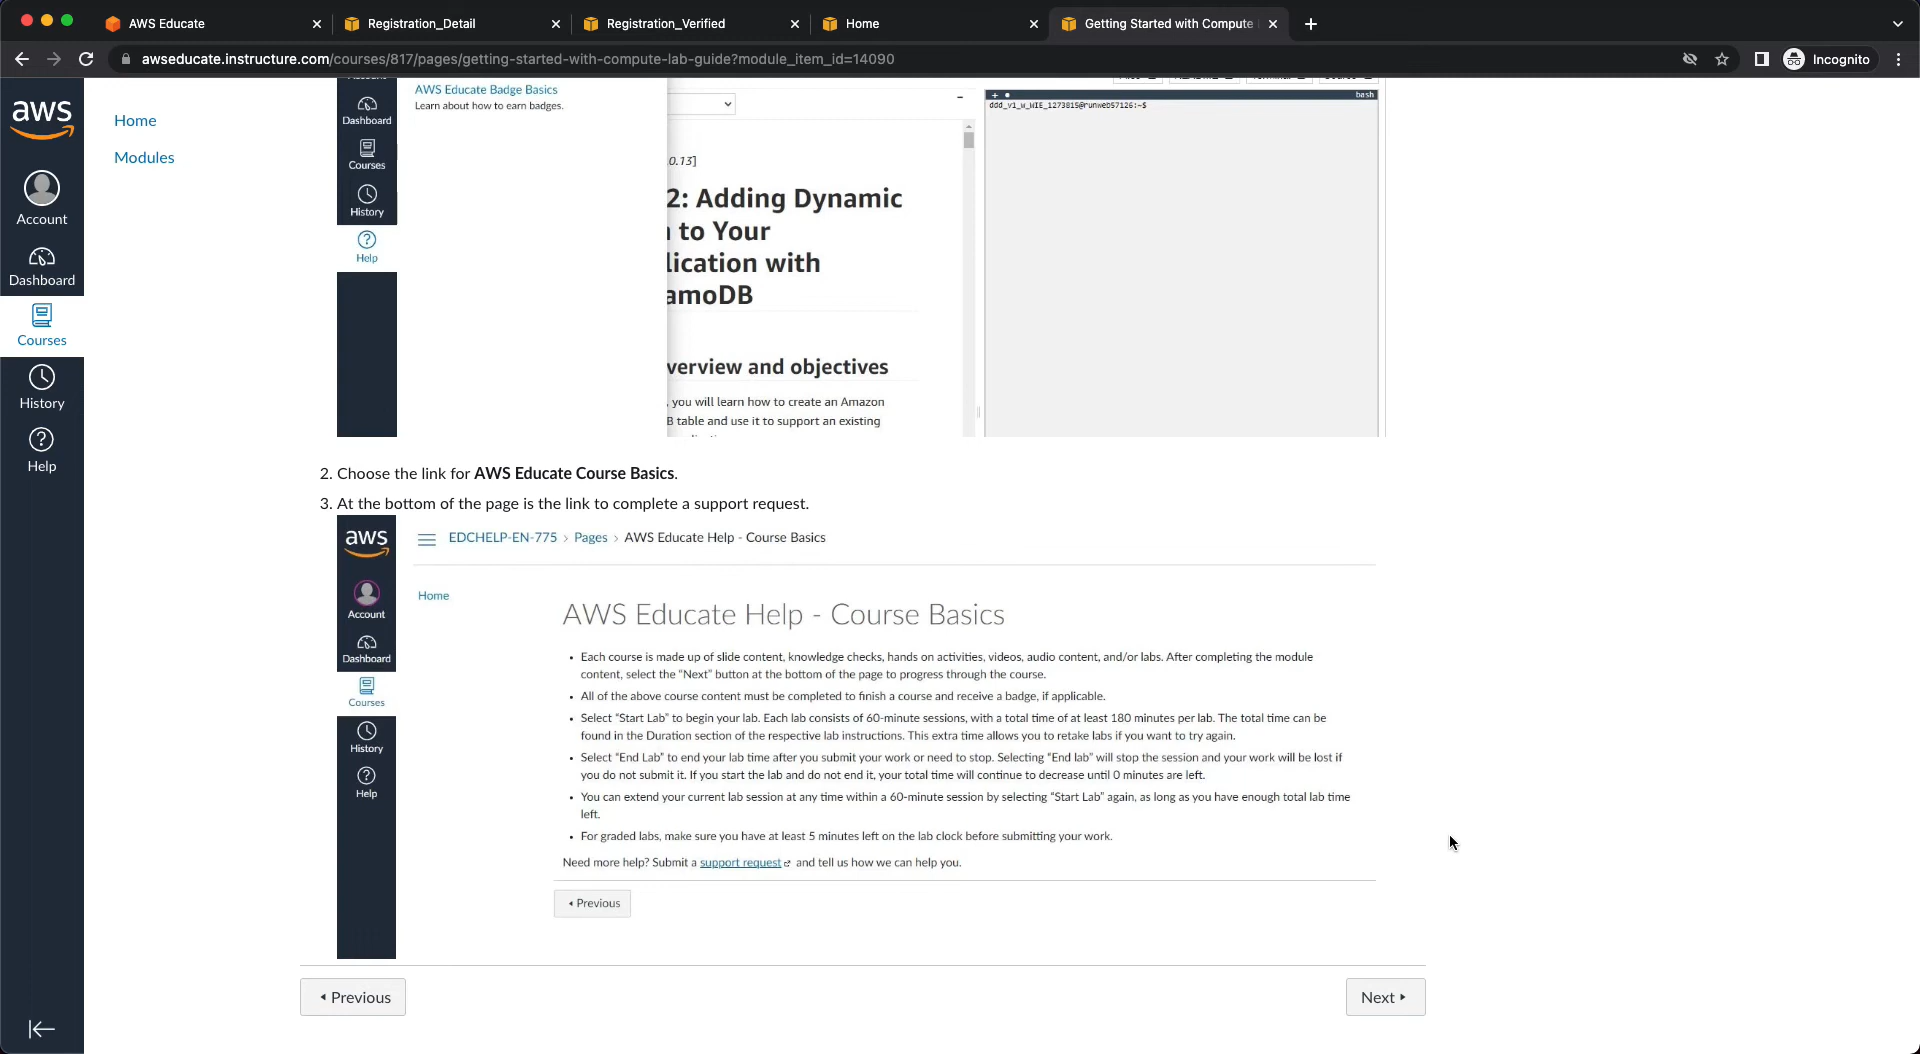 AWS Educate
Registration_Detail
Registration_Verified
Home
Getting Started with Compute
awseducate.instructure.com/courses/817/pages/getting-started-with-compute-lab-guide?module_item_id=14090
Incognito
aws
Account
Dashboard
Courses
History
Help
Home
Modules
Dashboard
Courses
History
Help
AWS Educate Badge Basics
Learn about how to earn badges.
0.13]
2: Adding Dynamic
to Your
lication with
amoDB
verview and objectives
, you will learn how to create an Amazon
B table and use it to support an existing
bash
ddd_v1_w_WIE_1273815@runweb57126:~$
2. Choose the link for AWS Educate Course Basics.
3. At the bottom of the page is the link to complete a support request.
aws
Account
Dashboard
Courses
History
Help
EDCHELP-EN-775 › Pages › AWS Educate Help - Course Basics
Home
AWS Educate Help - Course Basics
• Each course is made up of slide content, knowledge checks, hands on activities, videos, audio content, and/or labs. After completing the module
content, select the “Next” button at the bottom of the page to progress through the course.
• All of the above course content must be completed to finish a course and receive a badge, if applicable.
• Select “Start Lab” to begin your lab. Each lab consists of 60-minute sessions, with a total time of at least 180 minutes per lab. The total time can be
found in the Duration section of the respective lab instructions. This extra time allows you to retake labs if you want to try again.
• Select “End Lab” to end your lab time after you submit your work or need to stop. Selecting “End lab” will stop the session and your work will be lost if
you do not submit it. If you start the lab and do not end it, your total time will continue to decrease until 0 minutes are left.
• You can extend your current lab session at any time within a 60-minute session by selecting “Start Lab” again, as long as you have enough total lab time
left.
• For graded labs, make sure you have at least 5 minutes left on the lab clock before submitting your work.
Need more help? Submit a support request and tell us how we can help you.
Previous
Previous
Next